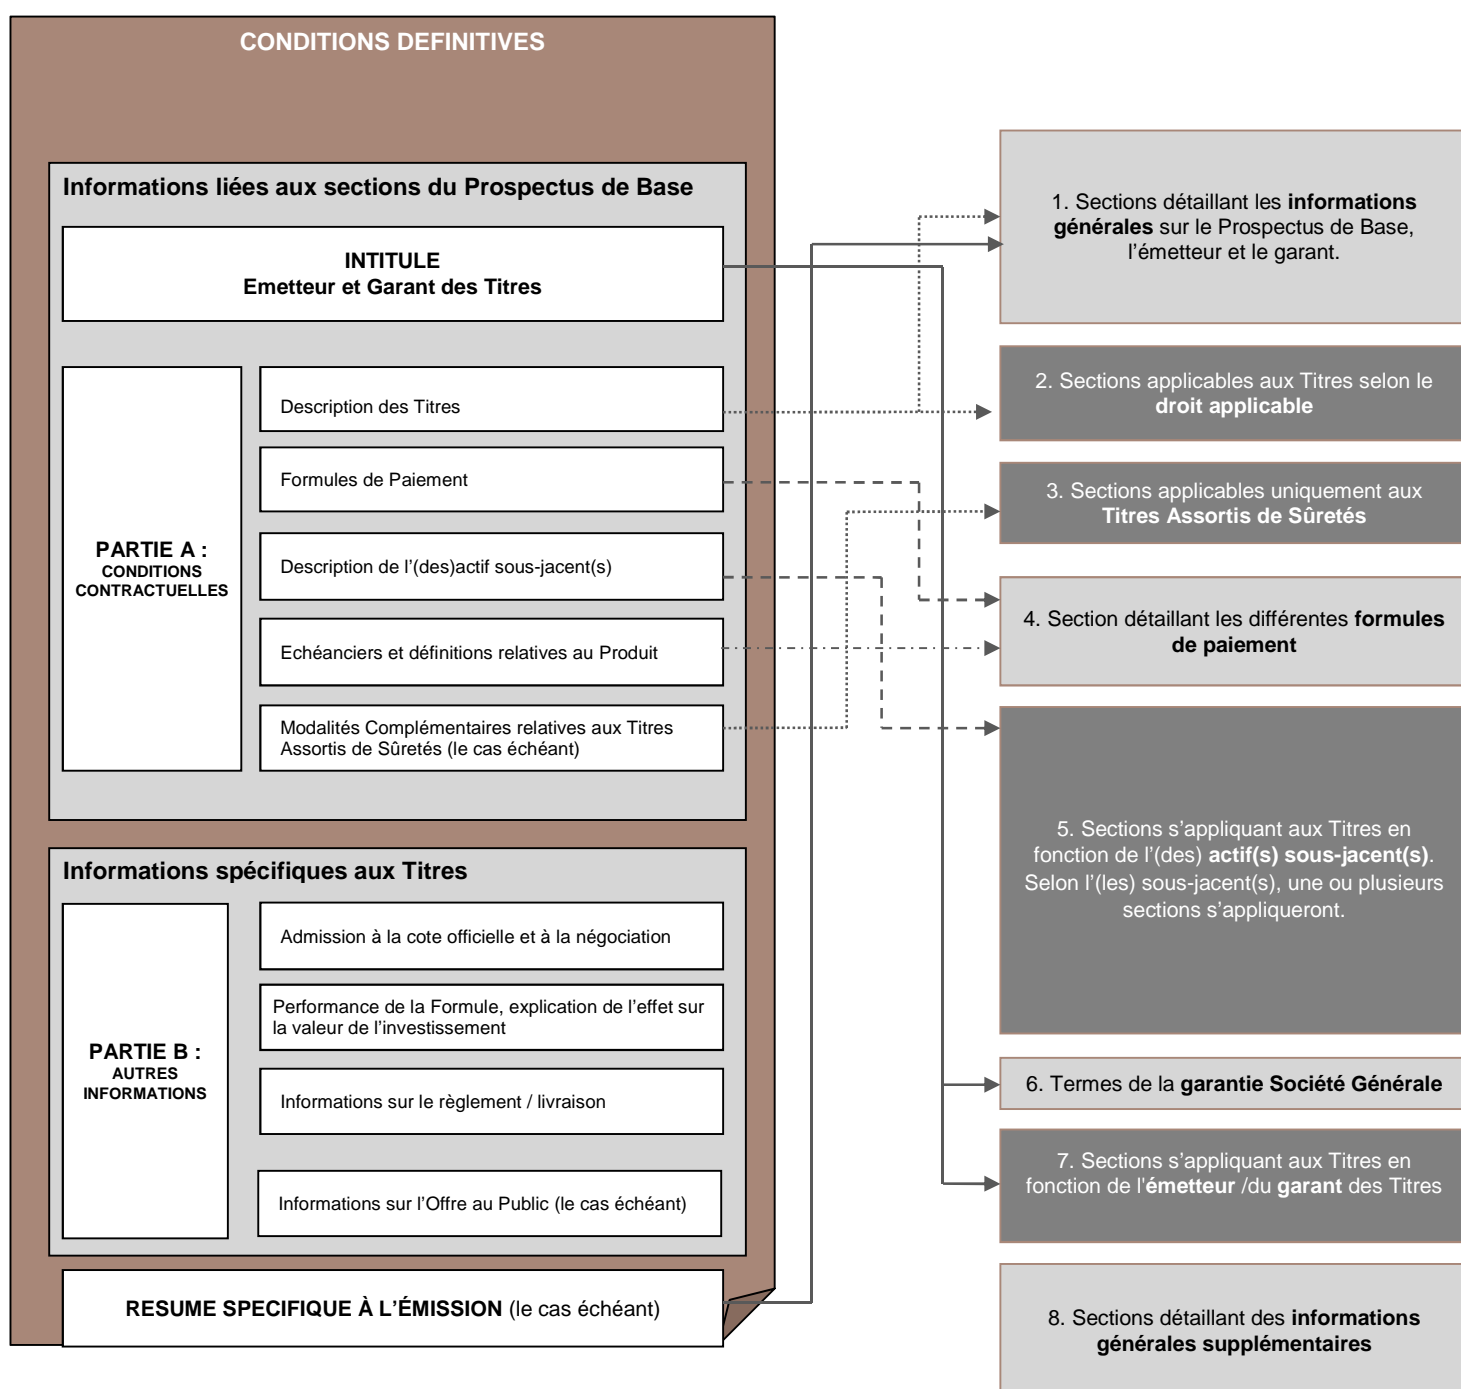 CONDITIONS DEFINITIVES
Informations liées aux sections du Prospectus de Base
INTITULE
Emetteur et Garant des Titres
PARTIE A :
CONDITIONS
CONTRACTUELLES
Description des Titres
Formules de Paiement
Description de l'(des)actif sous-jacent(s)
Echéanciers et définitions relatives au Produit
Modalités Complémentaires relatives aux Titres
Assortis de Sûretés (le cas échéant)
Informations spécifiques aux Titres
PARTIE B :
AUTRES
INFORMATIONS
Admission à la cote officielle et à la négociation
Performance de la Formule, explication de l'effet sur
la valeur de l'investissement
Informations sur le règlement / livraison
Informations sur l'Offre au Public (le cas échéant)
RESUME SPECIFIQUE À L'ÉMISSION (le cas échéant)
1. Sections détaillant les informations
générales sur le Prospectus de Base,
l'émetteur et le garant.
2. Sections applicables aux Titres selon le
droit applicable
3. Sections applicables uniquement aux
Titres Assortis de Sûretés
4. Section détaillant les différentes formules
de paiement
5. Sections s'appliquant aux Titres en
fonction de l'(des) actif(s) sous-jacent(s).
Selon l'(les) sous-jacent(s), une ou plusieurs
sections s'appliqueront.
6. Termes de la garantie Société Générale
7. Sections s'appliquant aux Titres en
fonction de l'émetteur /du garant des Titres
8. Sections détaillant des informations
générales supplémentaires